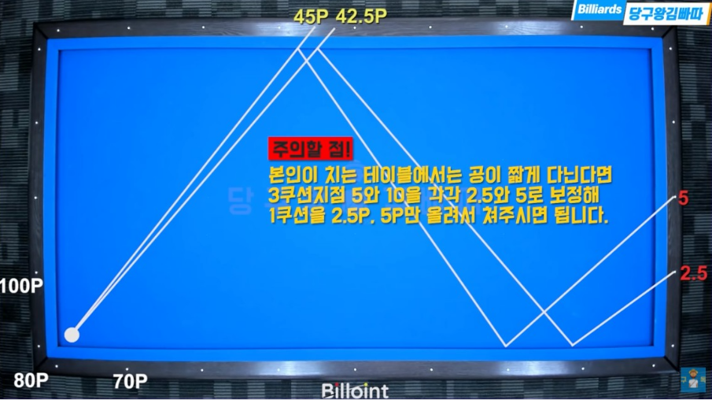 45P 42.5P
Billiards 당구왕김빠따
주의할 점!
본인이 치는 테이블에서는 공이 짧게 다닌다면
3쿠션지점 5와 10을 각각 2.5와 5로 보정해
1쿠션을 2.5P, 5P만 올려서 쳐주시면 됩니다.
5
2.5
100P
80P
70P
Billoint